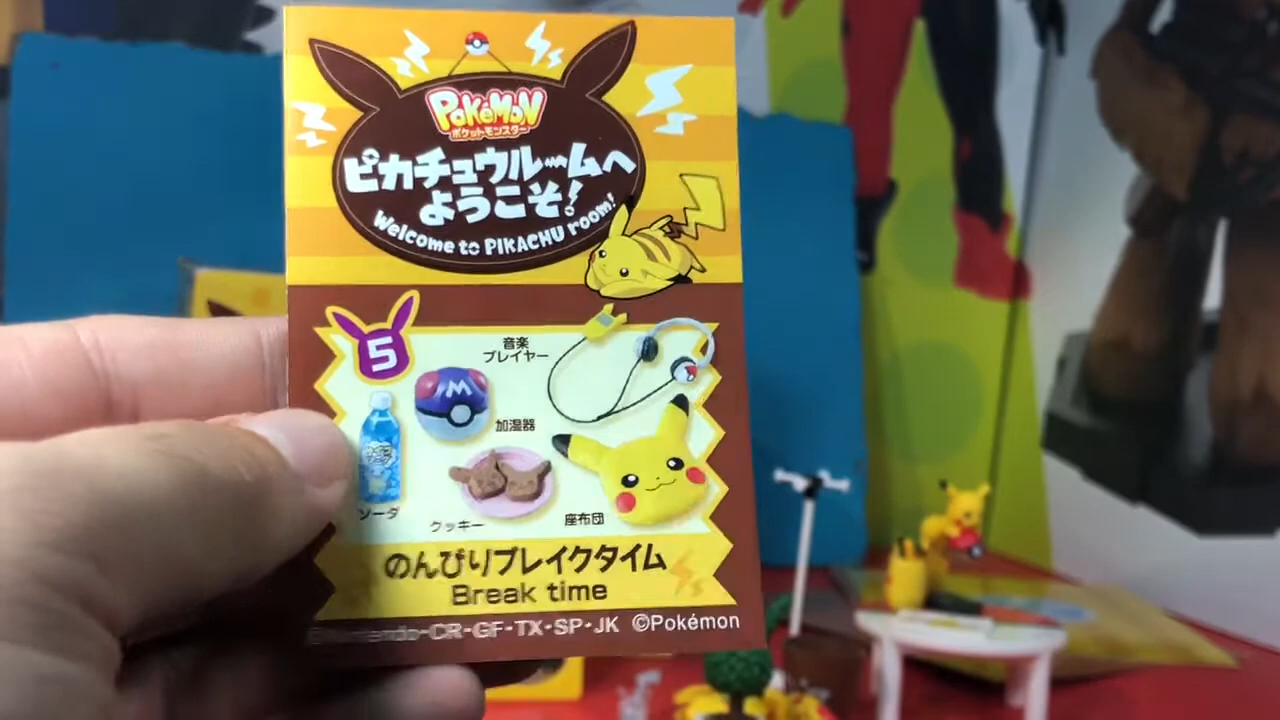 POKéMON
ポケットモンスター
ピカチュウルームへ
ようこそ!
Welcome to PIKACHU room!
5
音楽
プレイヤー
M
加湿器
ソーダ
クッキー
座布団
のんびりブレイクタイム
Break time
Nintendo・CR・GF・TX・SP・JK ©Pokémon